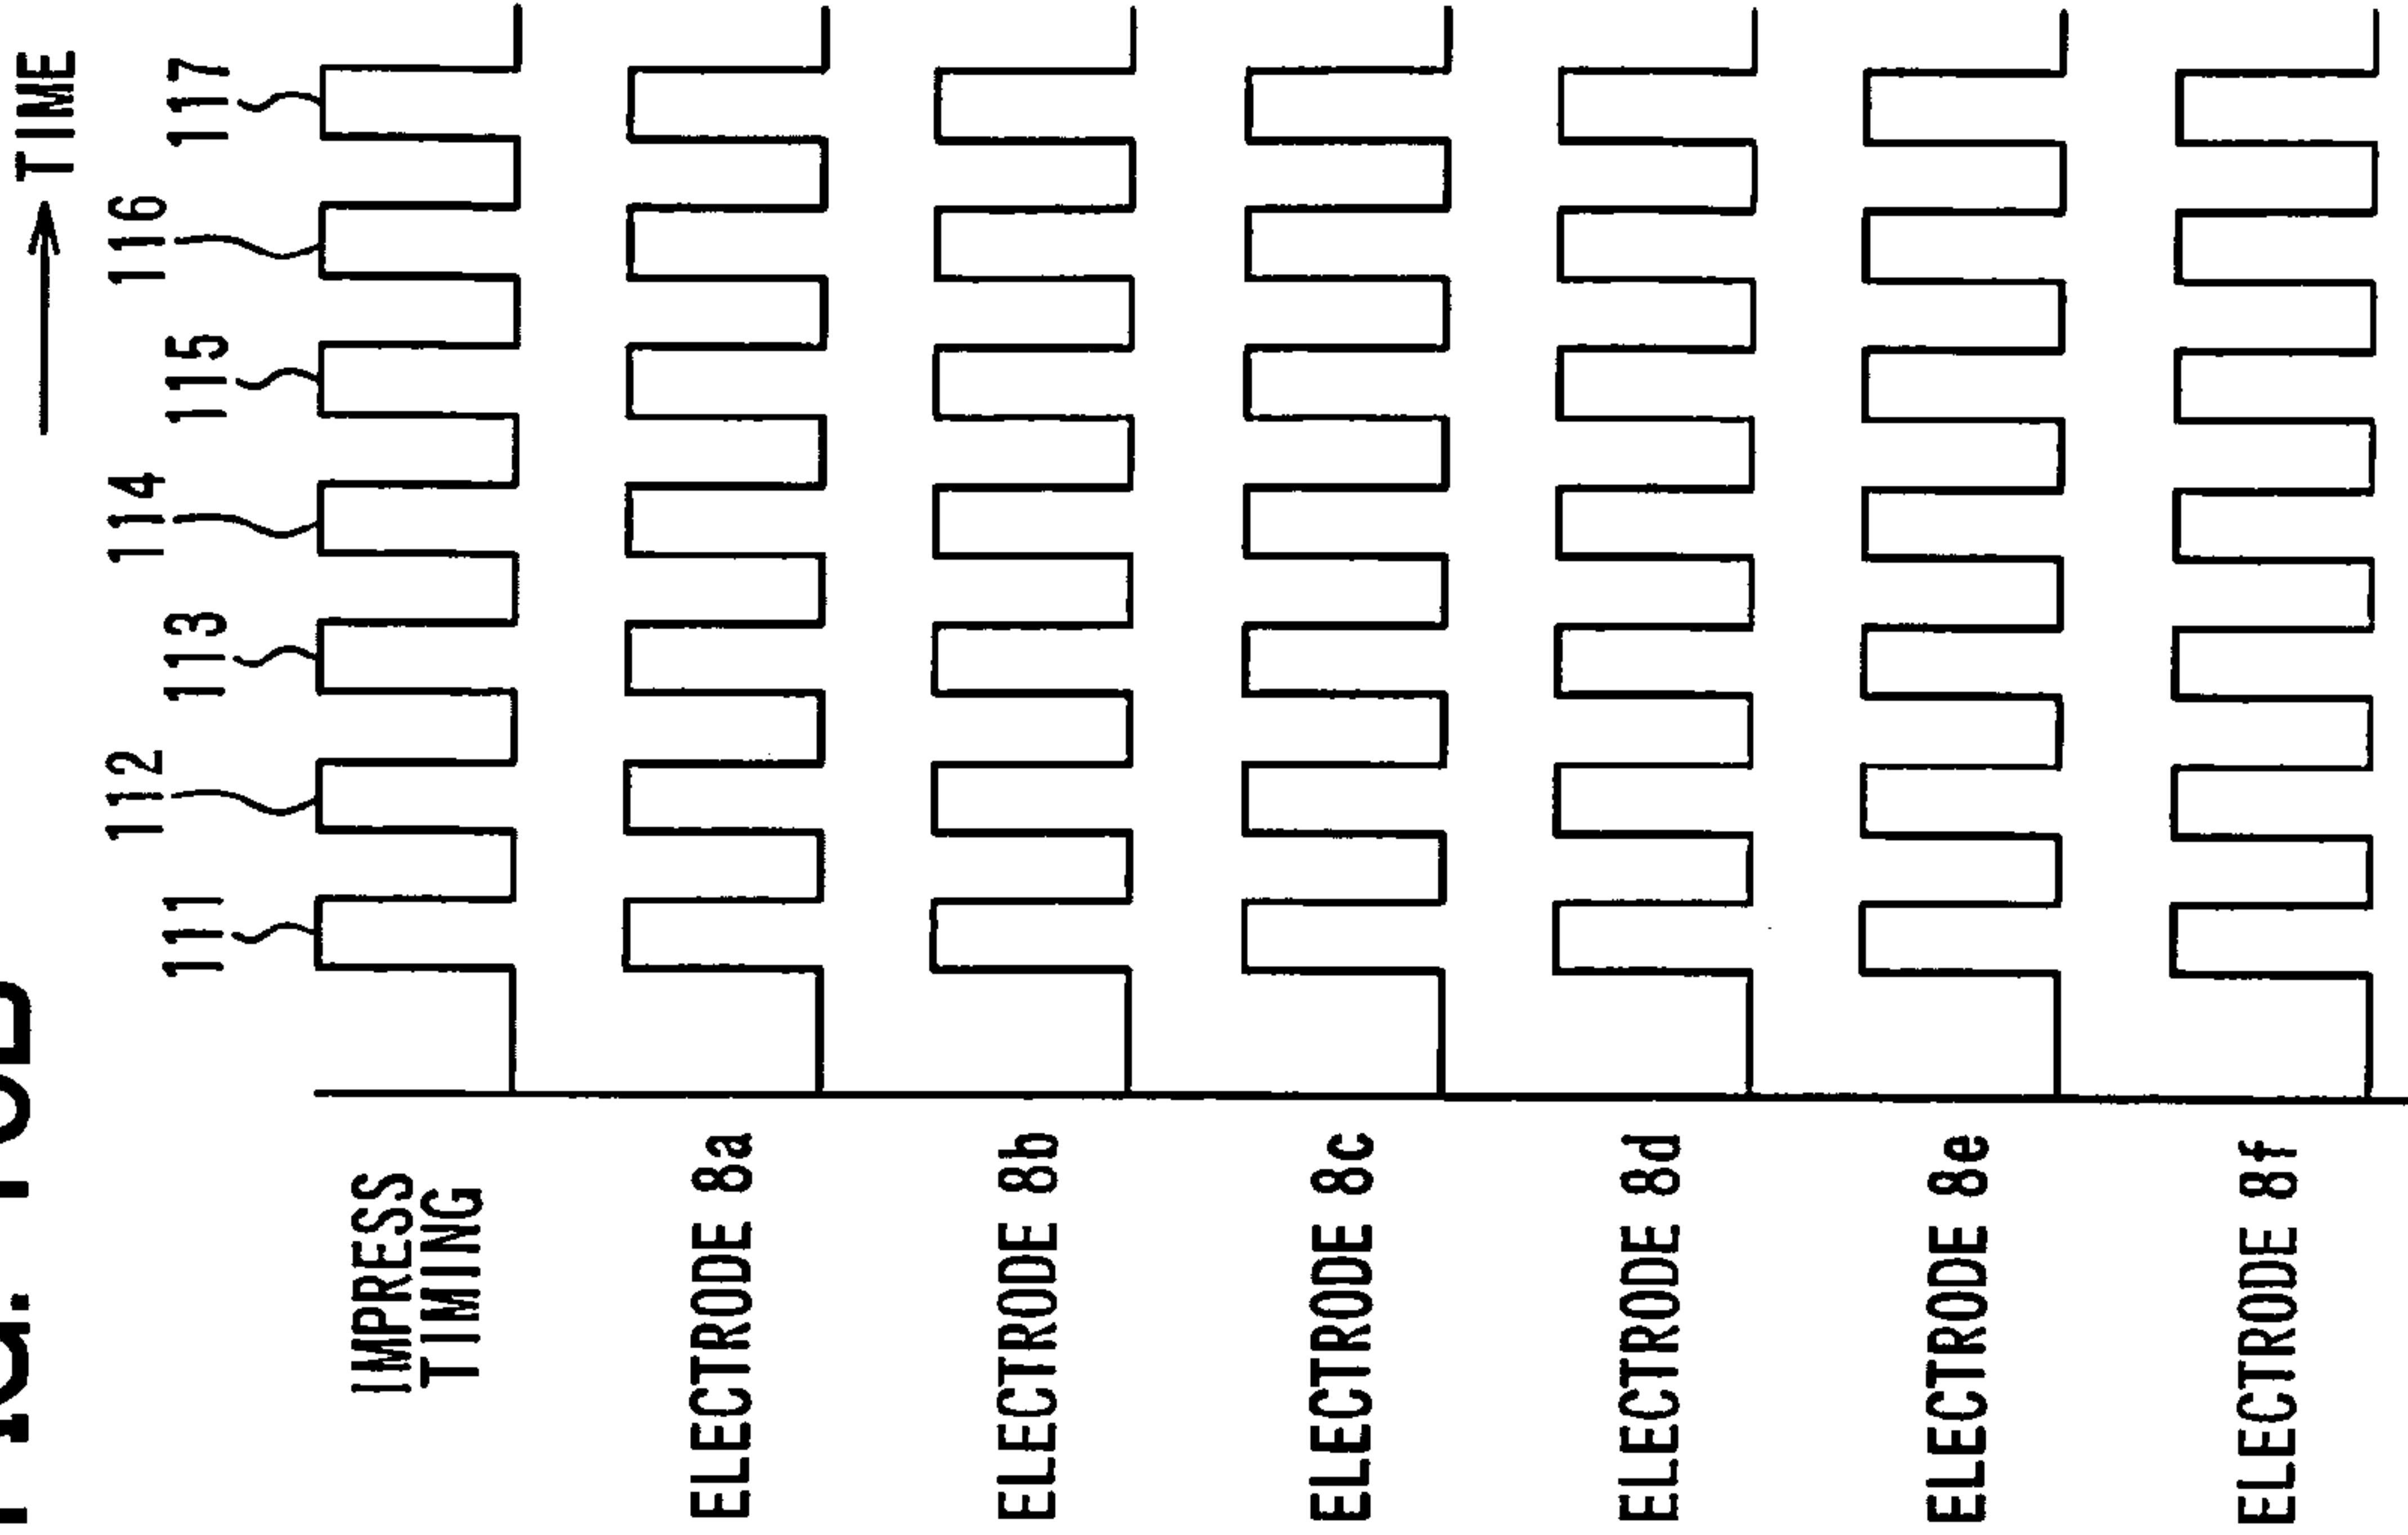 FIG.
TIME
112 114 116
111 113 115 117
IMPRESS
TIMING
ELECTRODE 8a
ELECTRODE 8b
ELECTRODE 8c
ELECTRODE 8d
ELECTRODE 8e
ELECTRODE 8f